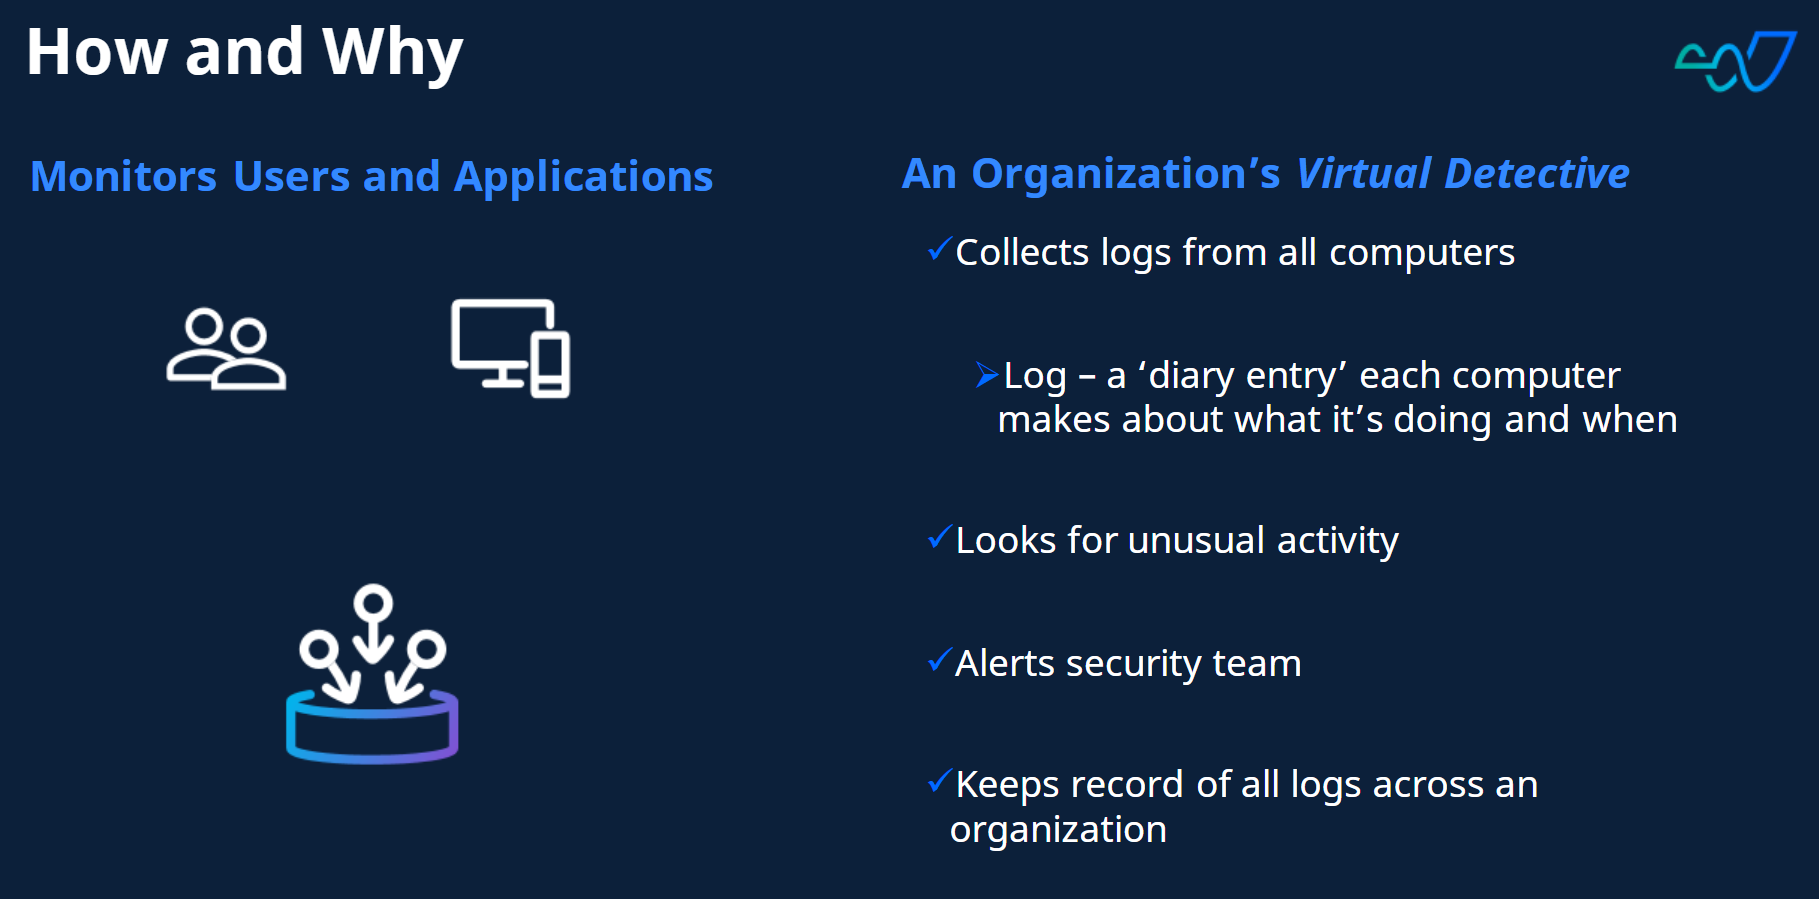 How and Why
Monitors Users and Applications
An Organization’s Virtual Detective
✓Collects logs from all computers
➢Log – a ‘diary entry’ each computer
makes about what it’s doing and when
✓Looks for unusual activity
✓Alerts security team
✓Keeps record of all logs across an
organization